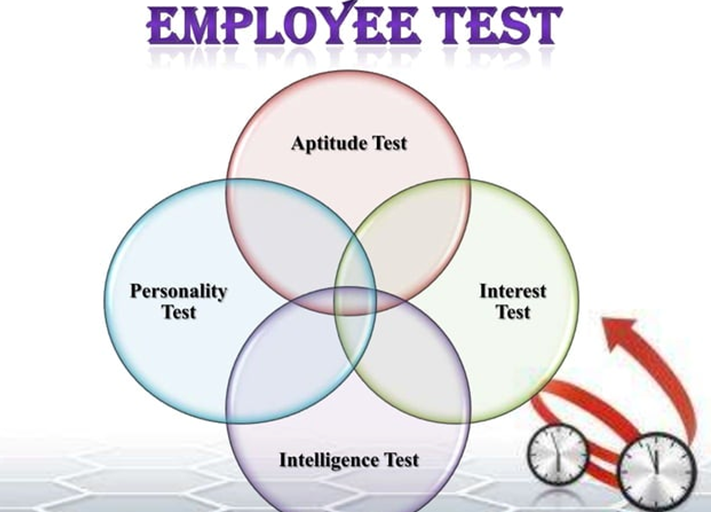 EMPLOYEE TEST
Aptitude Test
Personality
Test
Interest
Test
Intelligence Test